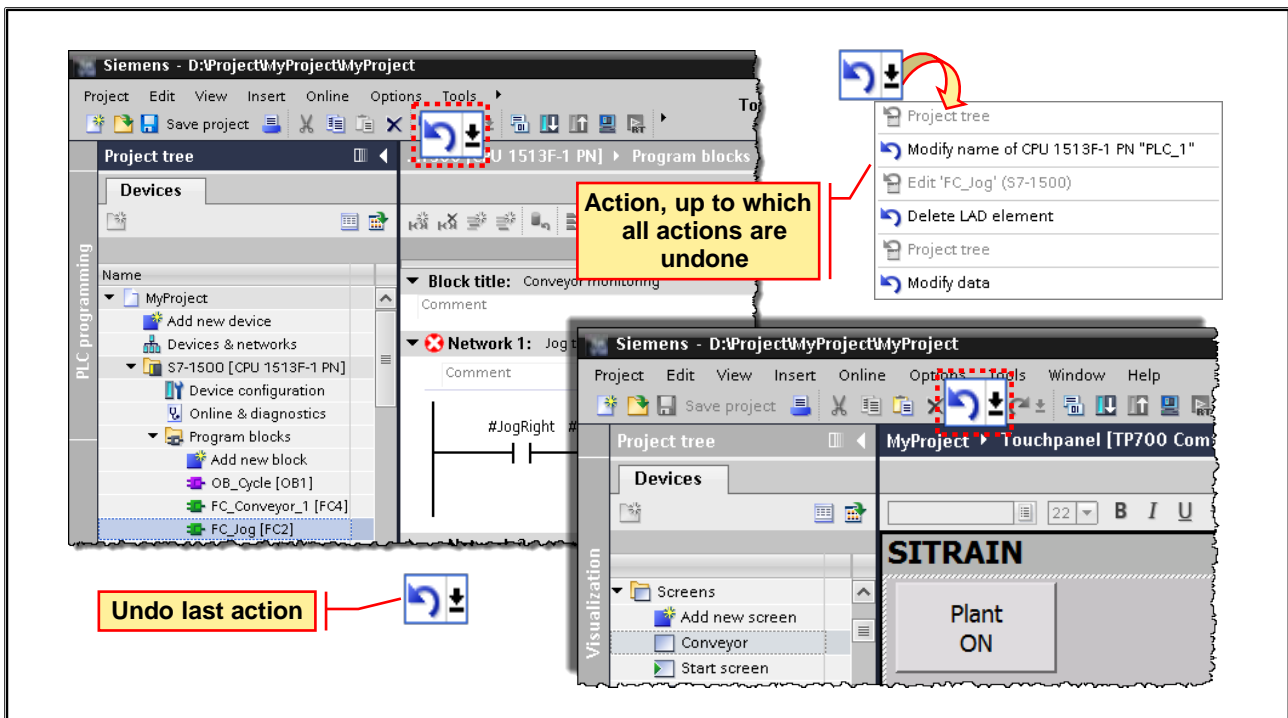 Siemens - D:\Project\MyProject\MyProject
Project Edit View Insert Online Options Tools
To
Save project
Project tree
[CPU 1513F-1 PN] Program blocks
Devices
PLC programming
Name
MyProject
Add new device
Devices & networks
S7-1500 [CPU 1513F-1 PN]
Device configuration
Online & diagnostics
Program blocks
Add new block
OB_Cycle [OB1]
FC_Conveyor_1 [FC4]
FC_Jog [FC2]
Block title: Conveyor monitoring
Comment
Network 1: Jog
Comment
#JogRight #
Project tree
Modify name of CPU 1513F-1 PN "PLC_1"
Edit 'FC_Jog' (S7-1500)
Delete LAD element
Project tree
Modify data
Action, up to which
all actions are
undone
Undo last action
Siemens - D:\Project\MyProject\MyProject
Project Edit View Insert Online Options Tools Window Help
Save project
RT
Project tree
MyProject Touchpanel [TP700 Com
Devices
22 B I U
Visualization
Screens
Add new screen
Conveyor
Start screen
SITRAIN
Plant
ON